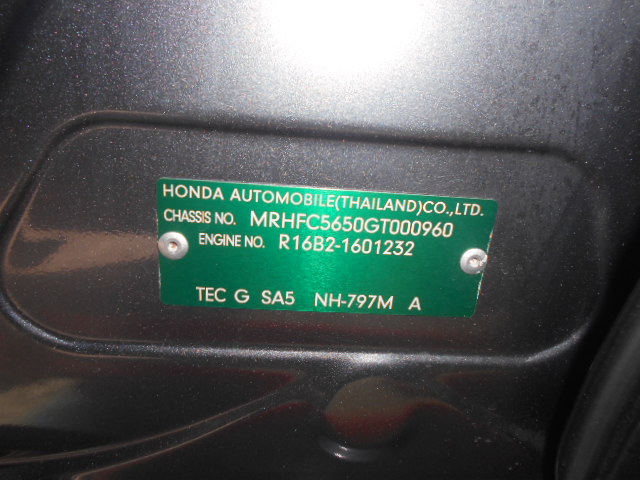 HONDA AUTOMOBILE(THAILAND)CO.,LTD.
CHASSIS NO. MRHFC5650GT000960
ENGINE NO. R16B2-1601232
TEC G SA5 NH-797M A